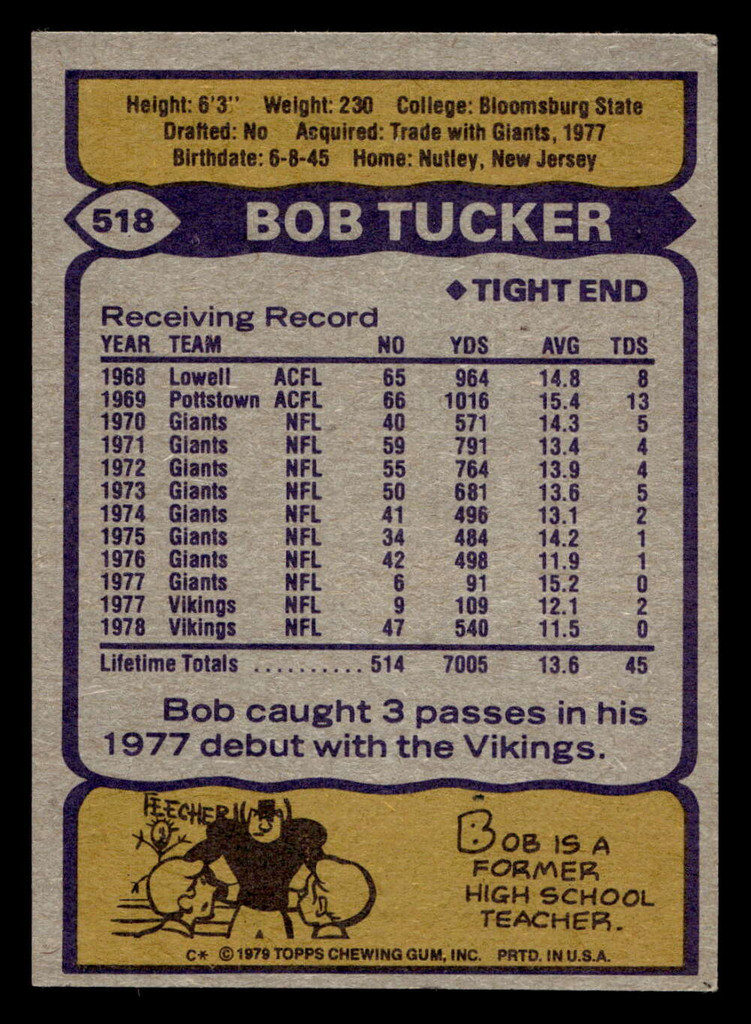 Height: 6'3" Weight: 230 College: Bloomsburg State
Drafted: No Acquired: Trade with Giants, 1977
Birthdate: 6-8-45 Home: Nutley, New Jersey
518 BOB TUCKER
◆ TIGHT END
Receiving Record
YEAR TEAM NO YDS AVG TDS
1968 Lowell ACFL 65 964 14.8 8
1969 Pottstown ACFL 66 1016 15.4 13
1970 Giants NFL 40 571 14.3 5
1971 Giants NFL 59 791 13.4 4
1972 Giants NFL 55 764 13.9 4
1973 Giants NFL 50 681 13.6 5
1974 Giants NFL 41 496 13.1 2
1975 Giants NFL 34 484 14.2 1
1976 Giants NFL 42 498 11.9 1
1977 Giants NFL 6 91 15.2 0
1977 Vikings NFL 9 109 12.1 2
1978 Vikings NFL 47 540 11.5 0
Lifetime Totals .......... 514 7005 13.6 45
Bob caught 3 passes in his
1977 debut with the Vikings.
BOB IS A
FORMER
HIGH SCHOOL
TEACHER.
C* © 1979 TOPPS CHEWING GUM, INC. PRTD. IN U.S.A.